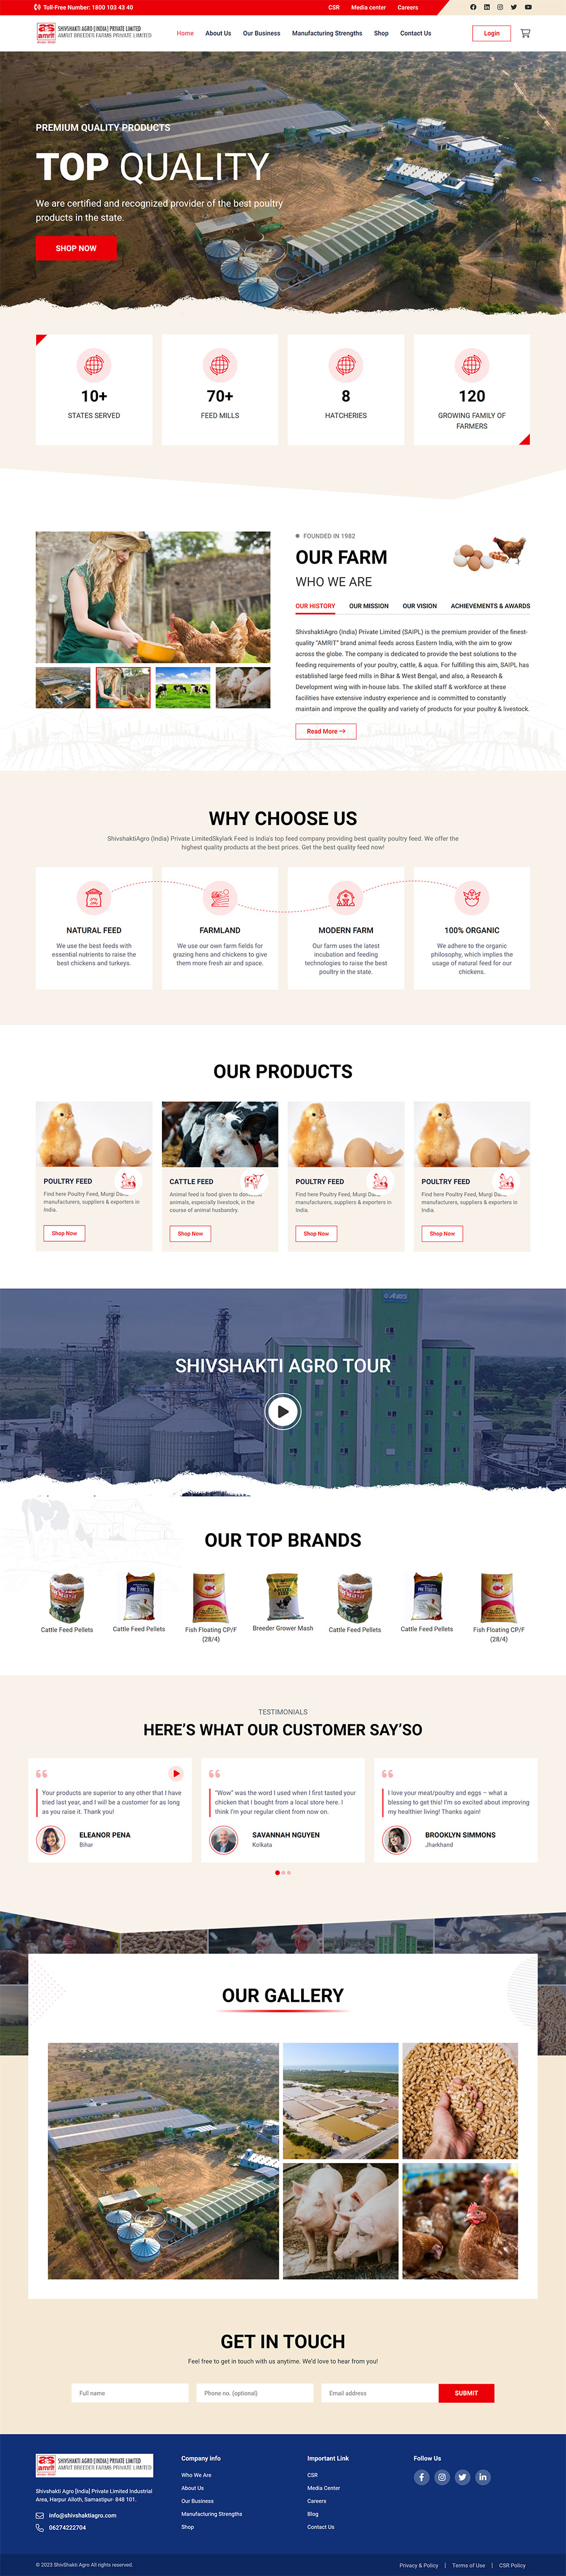 Toll-Free Number: 1800 103 43 40
CSR Media center Careers
SHIVSHAKTI AGRO [INDIA] PRIVATE LIMITED
AMRIT BREEDER FARMS PRIVATE LIMITED
Home About Us Our Business Manufacturing Strengths Shop Contact Us
Login
PREMIUM QUALITY PRODUCTS
TOP QUALITY
We are certified and recognized provider of the best poultry
products in the state.
SHOP NOW
10+
STATES SERVED
70+
FEED MILLS
8
HATCHERIES
120
GROWING FAMILY OF
FARMERS
FOUNDED IN 1982
OUR FARM
WHO WE ARE
OUR HISTORY OUR MISSION OUR VISION ACHIEVEMENTS & AWARDS
ShivshaktiAgro (India) Private Limited (SAIPL) is the premium provider of the finest-
quality "AMRIT" brand animal feeds across Eastern India, with the aim to grow
across the globe. The company is dedicated to provide the best solutions to the
feeding requirements of your poultry, cattle, & aqua. For fulfilling this aim, SAIPL has
established large feed mills in Bihar & West Bengal, and also, a Research &
Development wing with in-house labs. The skilled staff & workforce at these
facilities have extensive industry experience and is committed to constantly
maintain and improve the quality and variety of products for your poultry & livestock.
Read More →
WHY CHOOSE US
ShivshaktiAgro (India) Private LimitedSkylark Feed is India's top feed company providing best quality poultry feed. We offer the
highest quality products at the best prices. Get the best quality feed now!
NATURAL FEED
We use the best feeds with
essential nutrients to raise the
best chickens and turkeys.
FARMLAND
We use our own farm fields for
grazing hens and chickens to give
them more fresh air and space.
MODERN FARM
Our farm uses the latest
incubation and feeding
technologies to raise the best
poultry in the state.
100% ORGANIC
We adhere to the organic
philosophy, which implies the
usage of natural feed for our
chickens.
OUR PRODUCTS
POULTRY FEED
Find here Poultry Feed, Murgi Dana
manufacturers, suppliers & exporters in
India.
Shop Now
CATTLE FEED
Animal feed is food given to domestic
animals, especially livestock, in the
course of animal husbandry.
Shop Now
POULTRY FEED
Find here Poultry Feed, Murgi Dana
manufacturers, suppliers & exporters in
India.
Shop Now
POULTRY FEED
Find here Poultry Feed, Murgi Dana
manufacturers, suppliers & exporters in
India.
Shop Now
SHIVSHAKTI AGRO TOUR
OUR TOP BRANDS
Cattle Feed Pellets
Cattle Feed Pellets
Fish Floating CP/F
(28/4)
Breeder Grower Mash
Cattle Feed Pellets
Cattle Feed Pellets
Fish Floating CP/F
(28/4)
TESTIMONIALS
HERE'S WHAT OUR CUSTOMER SAY'SO
Your products are superior to any other that I have
tried last year, and I will be a customer for as long
as you raise it. Thank you!
ELEANOR PENA
Bihar
"Wow" was the word I used when I first tasted your
chicken that I bought from a local store here. I
think I'm your regular client from now on.
SAVANNAH NGUYEN
Kolkata
I love your meat/poultry and eggs – what a
blessing to get this! I'm so excited about improving
my healthier living! Thanks again!
BROOKLYN SIMMONS
Jharkhand
OUR GALLERY
GET IN TOUCH
Feel free to get in touch with us anytime. We'd love to hear from you!
Full name
Phone no. (optional)
Email address
SUBMIT
SHIVSHAKTI AGRO [INDIA] PRIVATE LIMITED
AMRIT BREEDER FARMS PRIVATE LIMITED
Shivshakti Agro [India] Private Limited Industrial
Area, Harpur Alloth, Samastipur- 848 101.
info@shivshaktiagro.com
06274222704
Company info
Who We Are
About Us
Our Business
Manufacturing Strengths
Shop
Important Link
CSR
Media Center
Careers
Blog
Contact Us
Follow Us
© 2023 ShivShakti Agro All rights reserved.
Privacy & Policy | Terms of Use | CSR Policy